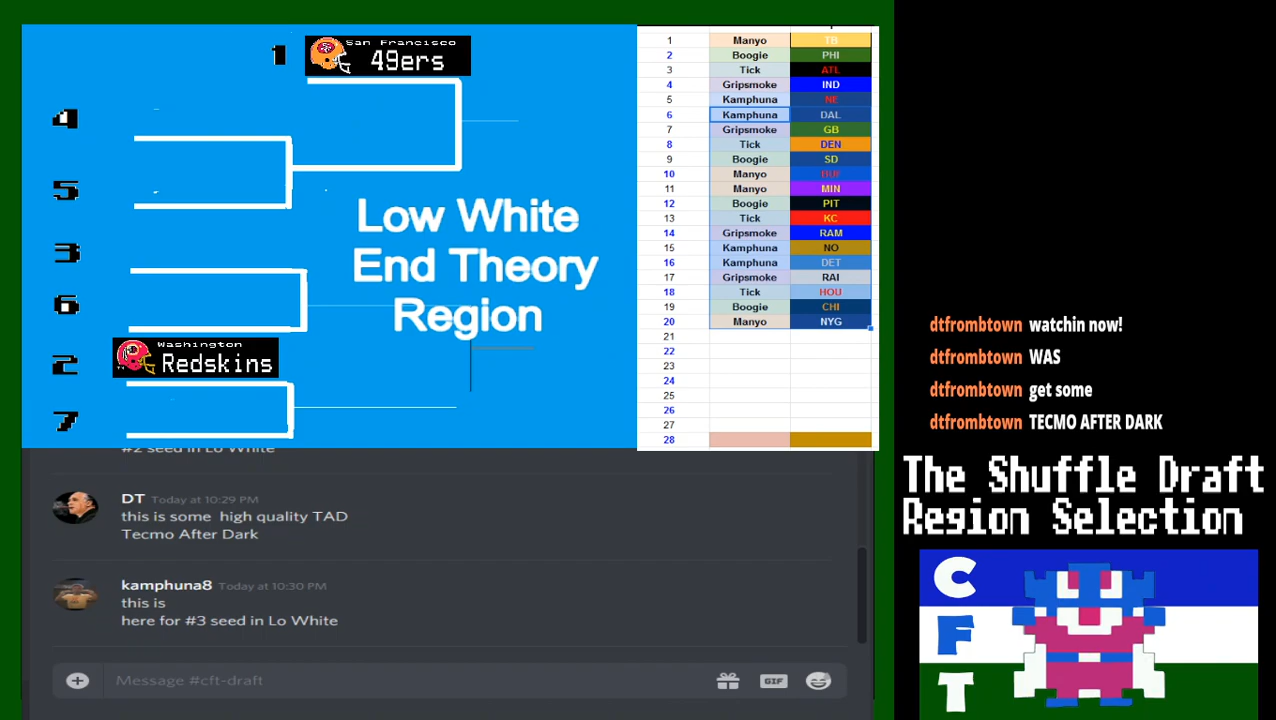 1
San Francisco
49ers
4
5
3
6
Washington
Redskins
2
7
Low White
End Theory
Region
1 Manyo TB
2 Boogie PHI
3 Tick ATL
4 Gripsmoke IND
5 Kamphuna NE
6 Kamphuna DAL
7 Gripsmoke GB
8 Tick DEN
9 Boogie SD
10 Manyo BUF
11 Manyo MIN
12 Boogie PIT
13 Tick KC
14 Gripsmoke RAM
15 Kamphuna NO
16 Kamphuna DET
17 Gripsmoke RAI
18 Tick HOU
19 Boogie CHI
20 Manyo NYG
21
22
23
24
25
26
27
28
#2 seed in Lo White
DT Today at 10:29 PM
this is some high quality TAD
Tecmo After Dark
kamphuna8 Today at 10:30 PM
this is
here for #3 seed in Lo White
Message #cft-draft
GIF
dtfrombtown watchin now!
dtfrombtown WAS
dtfrombtown get some
dtfrombtown TECMO AFTER DARK
The Shuffle Draft
Region Selection
C
F
T